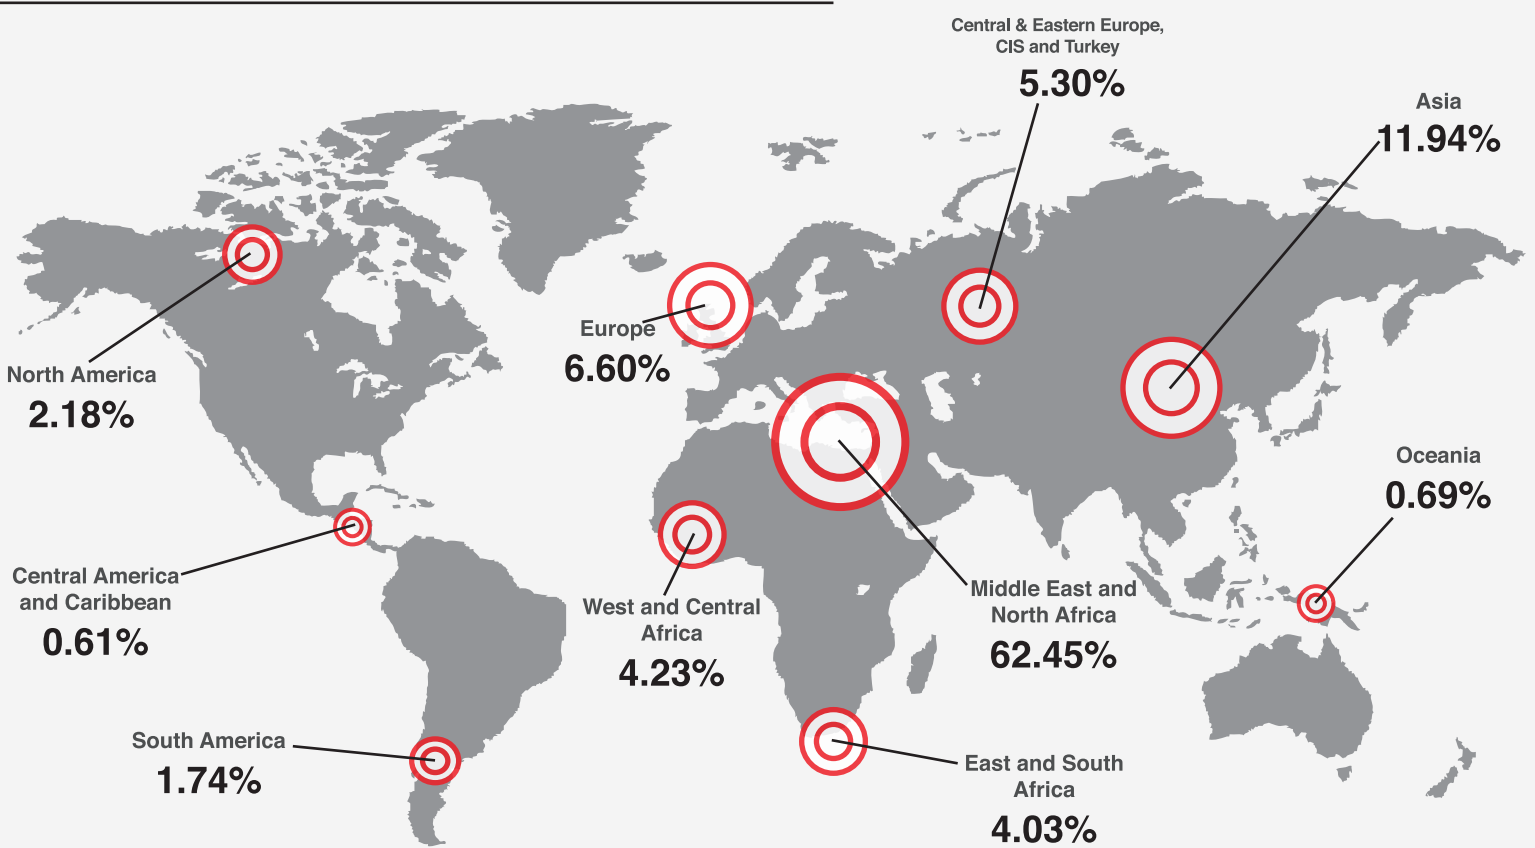 Central & Eastern Europe,
CIS and Turkey
5.30%
Asia
11.94%
Europe
6.60%
North America
2.18%
Oceania
0.69%
Central America
and Caribbean
0.61%
West and Central
Africa
4.23%
Middle East and
North Africa
62.45%
South America
1.74%
East and South
Africa
4.03%